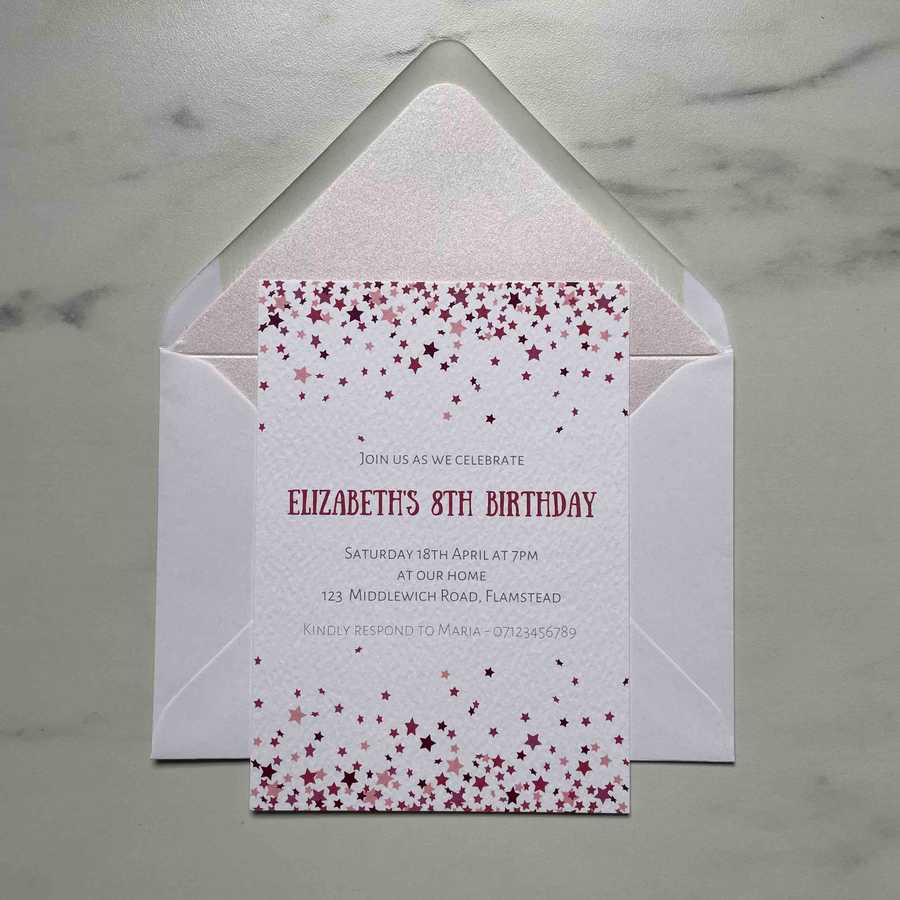 Join us as we celebrate
Elizabeth's 8th Birthday
Saturday 18th April at 7pm
at our home
123 Middlewich Road, Flamstead
Kindly respond to Maria - 07123456789